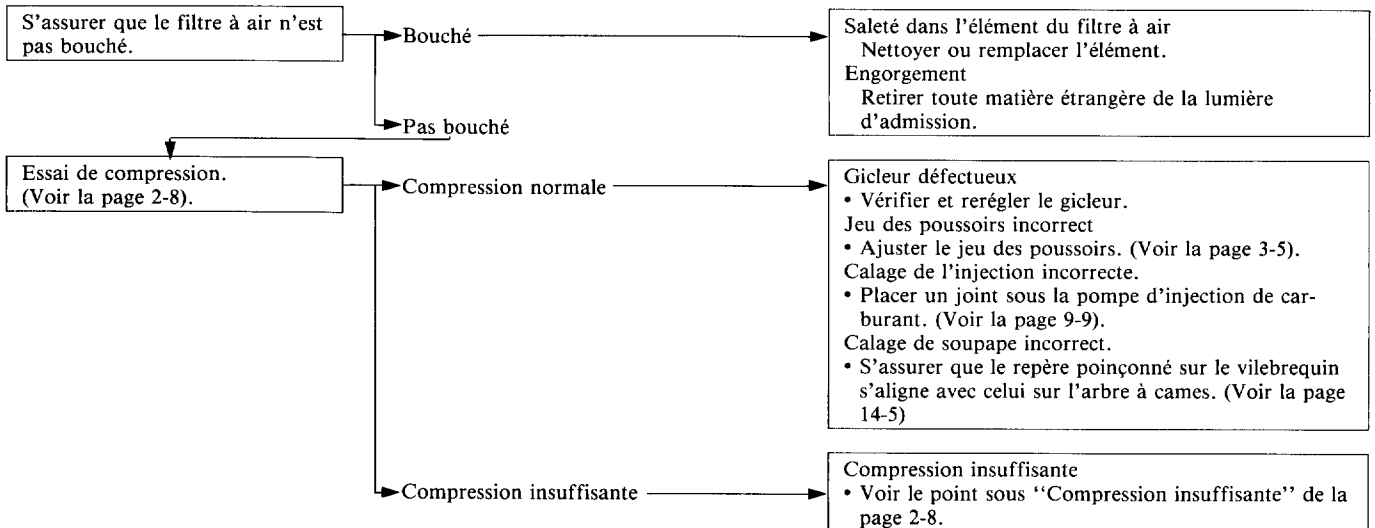 S'assurer que le filtre à air n'est
pas bouché.
Bouché
Saleté dans l'élément du filtre à air
Nettoyer ou remplacer l'élément.
Engorgement
Retirer toute matière étrangère de la lumière
d'admission.
Pas bouché
Essai de compression.
(Voir la page 2-8).
Compression normale
Gicleur défectueux
• Vérifier et rerégler le gicleur.
Jeu des poussoirs incorrect
• Ajuster le jeu des poussoirs. (Voir la page 3-5).
Calage de l'injection incorrecte.
• Placer un joint sous la pompe d'injection de car-
burant. (Voir la page 9-9).
Calage de soupape incorrect.
• S'assurer que le repère poinçonné sur le vilebrequin
s'aligne avec celui sur l'arbre à cames. (Voir la page
14-5)
Compression insuffisante
Compression insuffisante
• Voir le point sous ‘‘Compression insuffisante’’ de la
page 2-8.